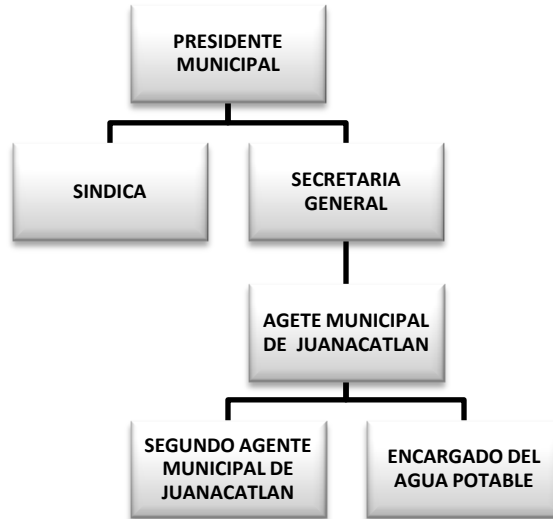 PRESIDENTE
MUNICIPAL
SINDICA
SECRETARIA
GENERAL
AGETE MUNICIPAL
DE JUANACATLAN
SEGUNDO AGENTE
MUNICIPAL DE
JUANACATLAN
ENCARGADO DEL
AGUA POTABLE